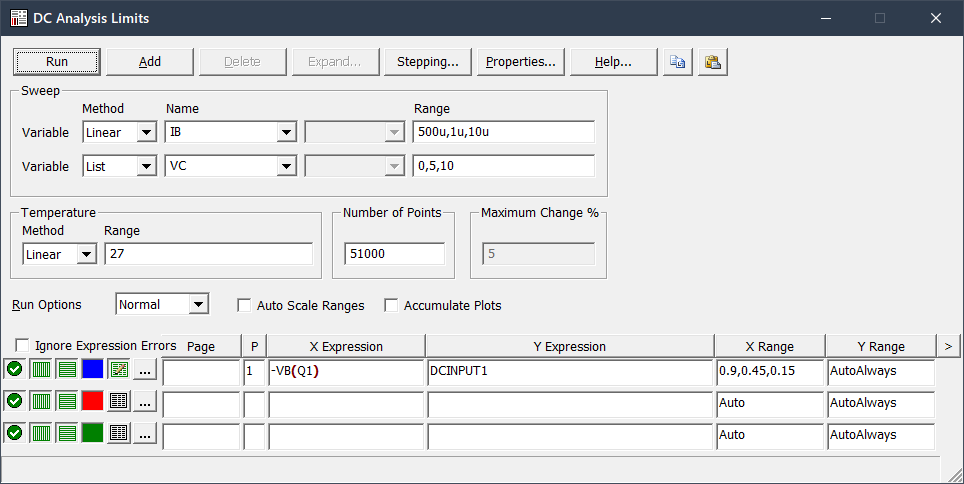 DC Analysis Limits
Run Add Delete Expand... Stepping... Properties... Help...
Sweep
Method Name Range
Variable Linear IB 500u,1u,10u
Variable List VC 0,5,10
Temperature Number of Points Maximum Change %
Method Range
Linear 27 51000 5
Run Options Normal Auto Scale Ranges Accumulate Plots
Ignore Expression Errors Page P X Expression Y Expression X Range Y Range >
... 1 -VB(Q1) DCINPUT1 0.9,0.45,0.15 AutoAlways
... Auto AutoAlways
... Auto AutoAlways